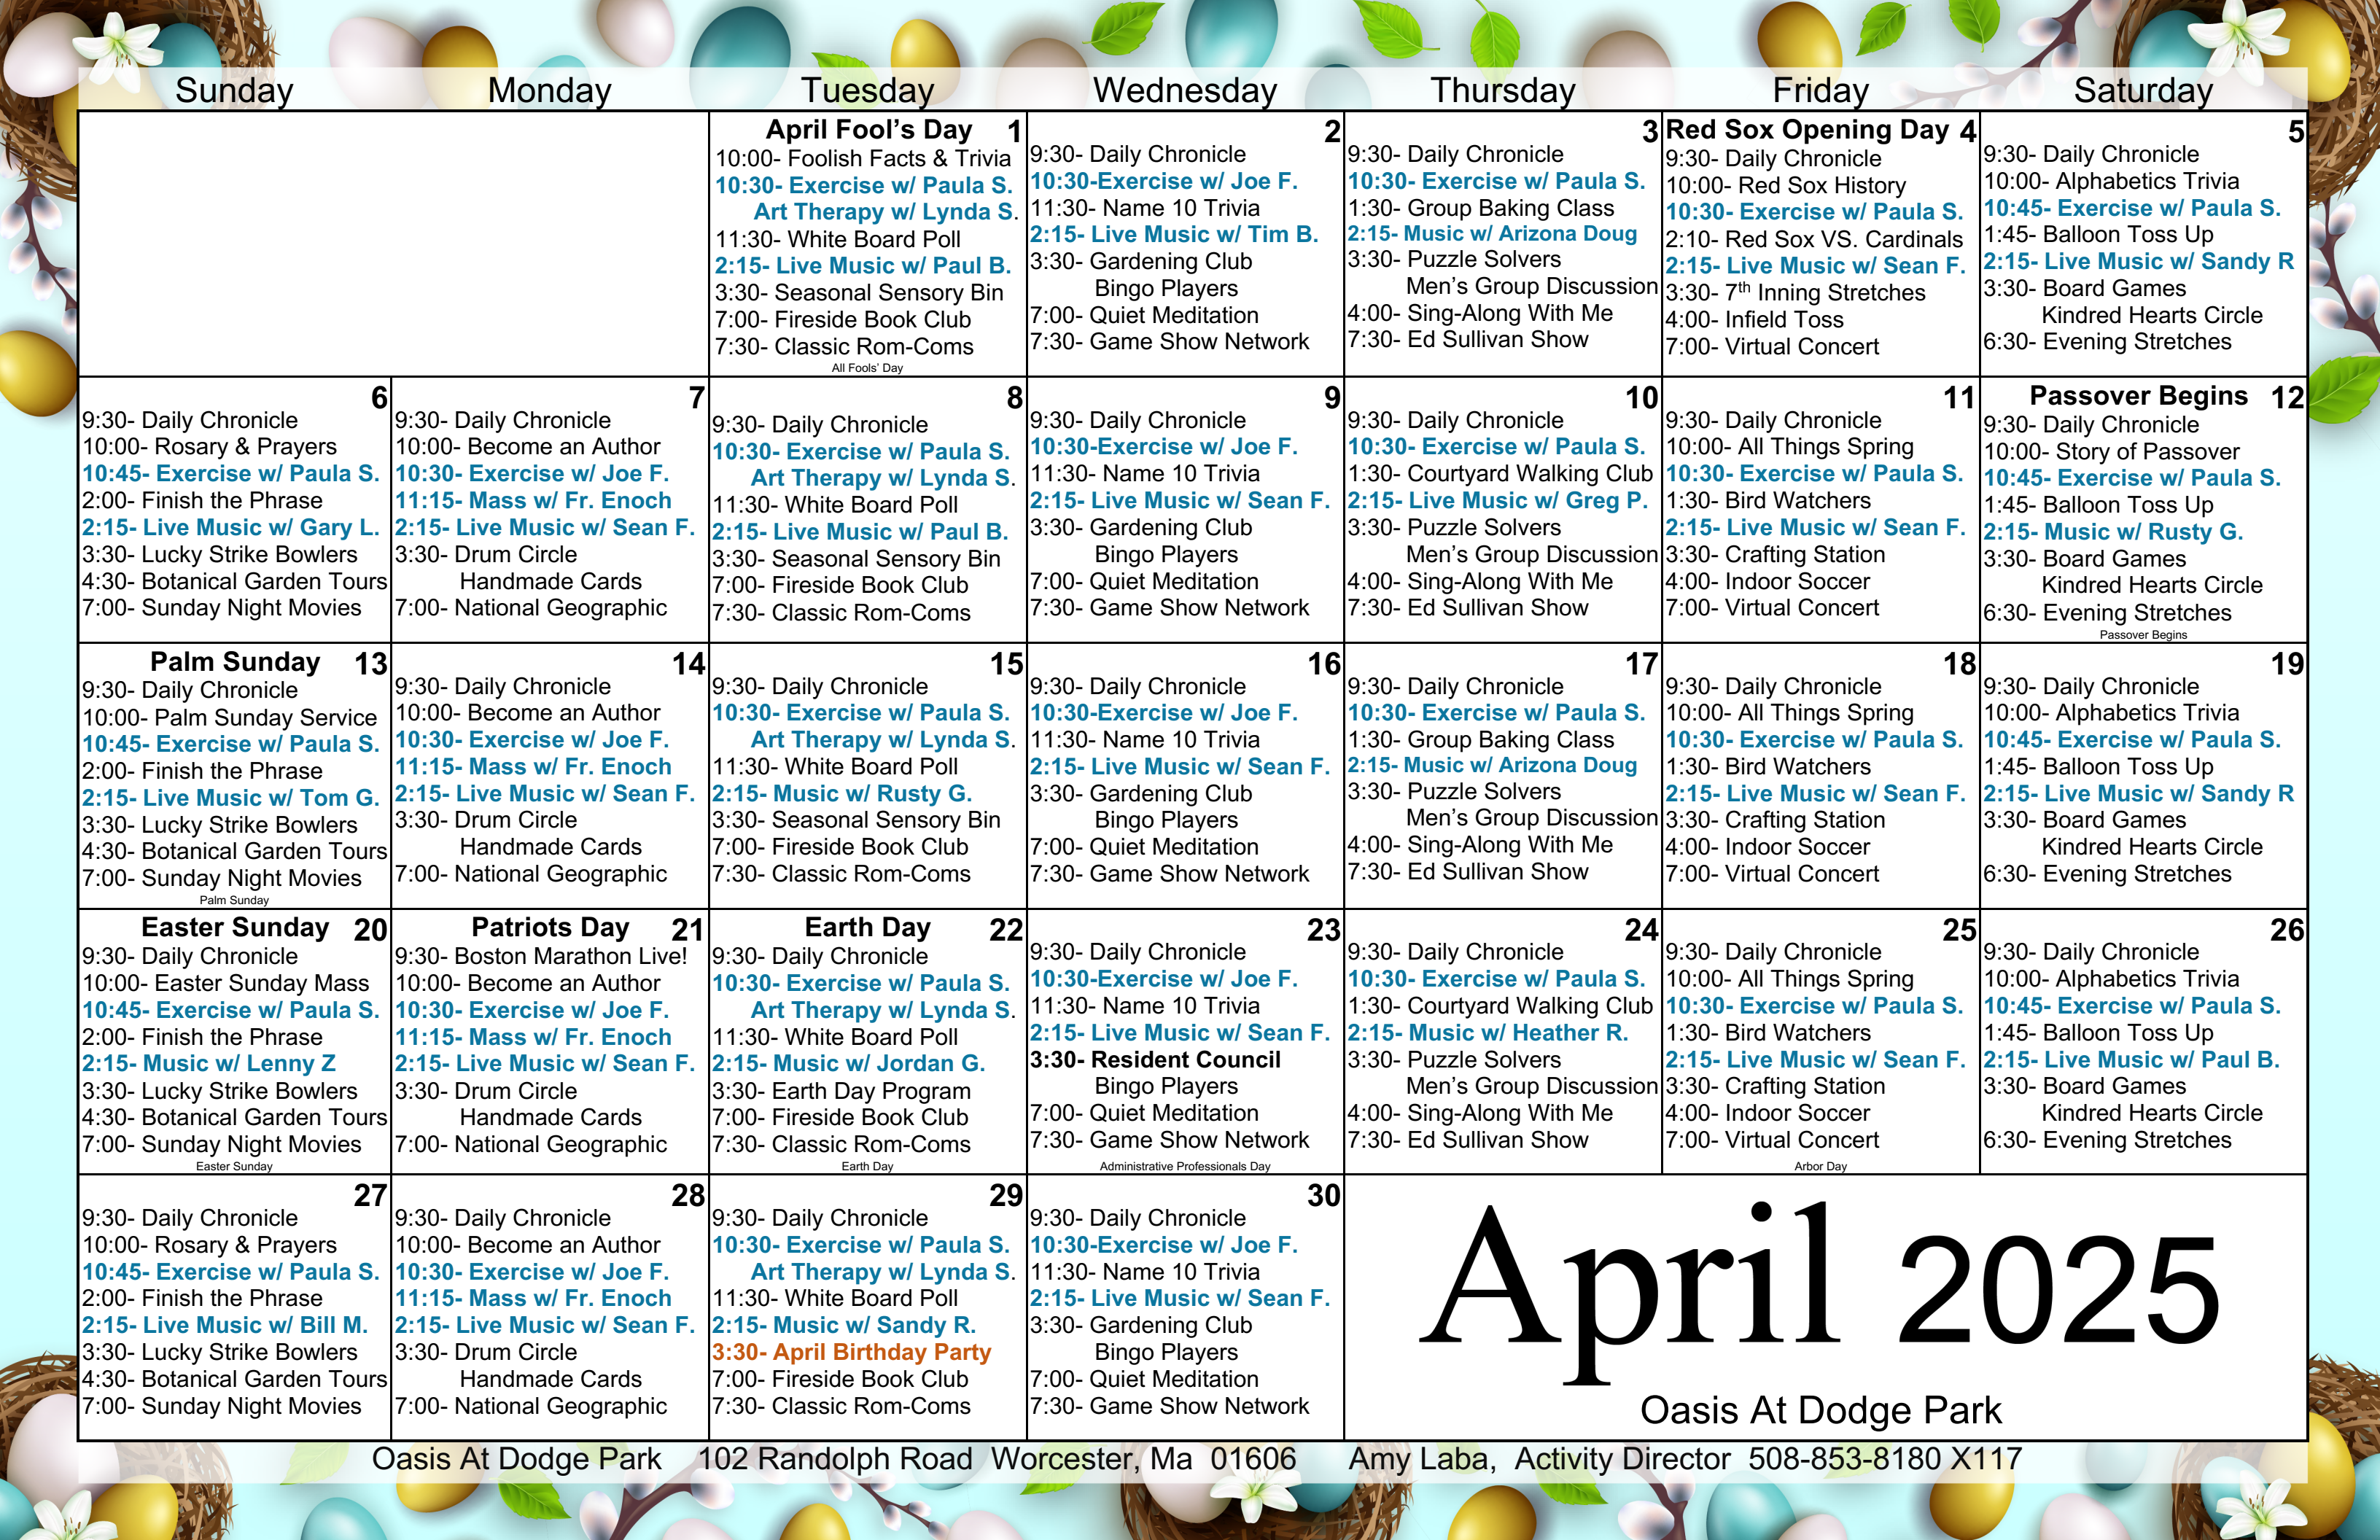 Sunday
Monday
Tuesday
Wednesday
Thursday
Friday
Saturday
April Fool's Day 1
10:00- Foolish Facts & Trivia
10:30- Exercise w/ Paula S.
Art Therapy w/ Lynda S.
11:30- White Board Poll
2:15- Live Music w/ Paul B.
3:30- Seasonal Sensory Bin
7:00- Fireside Book Club
7:30- Classic Rom-Coms
All Fools' Day
2
9:30- Daily Chronicle
10:30-Exercise w/ Joe F.
11:30- Name 10 Trivia
2:15- Live Music w/ Tim B.
3:30- Gardening Club
Bingo Players
7:00- Quiet Meditation
7:30- Game Show Network
3
9:30- Daily Chronicle
10:30- Exercise w/ Paula S.
1:30- Group Baking Class
2:15- Music w/ Arizona Doug
3:30- Puzzle Solvers
Men's Group Discussion
4:00- Sing-Along With Me
7:30- Ed Sullivan Show
Red Sox Opening Day 4
9:30- Daily Chronicle
10:00- Red Sox History
10:30- Exercise w/ Paula S.
2:10- Red Sox VS. Cardinals
2:15- Live Music w/ Sean F.
3:30- 7th Inning Stretches
4:00- Infield Toss
7:00- Virtual Concert
5
9:30- Daily Chronicle
10:00- Alphabetics Trivia
10:45- Exercise w/ Paula S.
1:45- Balloon Toss Up
2:15- Live Music w/ Sandy R
3:30- Board Games
Kindred Hearts Circle
6:30- Evening Stretches
6
9:30- Daily Chronicle
10:00- Rosary & Prayers
10:45- Exercise w/ Paula S.
2:00- Finish the Phrase
2:15- Live Music w/ Gary L.
3:30- Lucky Strike Bowlers
4:30- Botanical Garden Tours
7:00- Sunday Night Movies
7
9:30- Daily Chronicle
10:00- Become an Author
10:30- Exercise w/ Joe F.
11:15- Mass w/ Fr. Enoch
2:15- Live Music w/ Sean F.
3:30- Drum Circle
Handmade Cards
7:00- National Geographic
8
9:30- Daily Chronicle
10:30- Exercise w/ Paula S.
Art Therapy w/ Lynda S.
11:30- White Board Poll
2:15- Live Music w/ Paul B.
3:30- Seasonal Sensory Bin
7:00- Fireside Book Club
7:30- Classic Rom-Coms
9
9:30- Daily Chronicle
10:30-Exercise w/ Joe F.
11:30- Name 10 Trivia
2:15- Live Music w/ Sean F.
3:30- Gardening Club
Bingo Players
7:00- Quiet Meditation
7:30- Game Show Network
10
9:30- Daily Chronicle
10:30- Exercise w/ Paula S.
1:30- Courtyard Walking Club
2:15- Live Music w/ Greg P.
3:30- Puzzle Solvers
Men's Group Discussion
4:00- Sing-Along With Me
7:30- Ed Sullivan Show
11
9:30- Daily Chronicle
10:00- All Things Spring
10:30- Exercise w/ Paula S.
1:30- Bird Watchers
2:15- Live Music w/ Sean F.
3:30- Crafting Station
4:00- Indoor Soccer
7:00- Virtual Concert
Passover Begins 12
9:30- Daily Chronicle
10:00- Story of Passover
10:45- Exercise w/ Paula S.
1:45- Balloon Toss Up
2:15- Music w/ Rusty G.
3:30- Board Games
Kindred Hearts Circle
6:30- Evening Stretches
Passover Begins
Palm Sunday 13
9:30- Daily Chronicle
10:00- Palm Sunday Service
10:45- Exercise w/ Paula S.
2:00- Finish the Phrase
2:15- Live Music w/ Tom G.
3:30- Lucky Strike Bowlers
4:30- Botanical Garden Tours
7:00- Sunday Night Movies
Palm Sunday
14
9:30- Daily Chronicle
10:00- Become an Author
10:30- Exercise w/ Joe F.
11:15- Mass w/ Fr. Enoch
2:15- Live Music w/ Sean F.
3:30- Drum Circle
Handmade Cards
7:00- National Geographic
15
9:30- Daily Chronicle
10:30- Exercise w/ Paula S.
Art Therapy w/ Lynda S.
11:30- White Board Poll
2:15- Music w/ Rusty G.
3:30- Seasonal Sensory Bin
7:00- Fireside Book Club
7:30- Classic Rom-Coms
16
9:30- Daily Chronicle
10:30-Exercise w/ Joe F.
11:30- Name 10 Trivia
2:15- Live Music w/ Sean F.
3:30- Gardening Club
Bingo Players
7:00- Quiet Meditation
7:30- Game Show Network
17
9:30- Daily Chronicle
10:30- Exercise w/ Paula S.
1:30- Group Baking Class
2:15- Music w/ Arizona Doug
3:30- Puzzle Solvers
Men's Group Discussion
4:00- Sing-Along With Me
7:30- Ed Sullivan Show
18
9:30- Daily Chronicle
10:00- All Things Spring
10:30- Exercise w/ Paula S.
1:30- Bird Watchers
2:15- Live Music w/ Sean F.
3:30- Crafting Station
4:00- Indoor Soccer
7:00- Virtual Concert
19
9:30- Daily Chronicle
10:00- Alphabetics Trivia
10:45- Exercise w/ Paula S.
1:45- Balloon Toss Up
2:15- Live Music w/ Sandy R
3:30- Board Games
Kindred Hearts Circle
6:30- Evening Stretches
Easter Sunday 20
9:30- Daily Chronicle
10:00- Easter Sunday Mass
10:45- Exercise w/ Paula S.
2:00- Finish the Phrase
2:15- Music w/ Lenny Z
3:30- Lucky Strike Bowlers
4:30- Botanical Garden Tours
7:00- Sunday Night Movies
Easter Sunday
Patriots Day 21
9:30- Boston Marathon Live!
10:00- Become an Author
10:30- Exercise w/ Joe F.
11:15- Mass w/ Fr. Enoch
2:15- Live Music w/ Sean F.
3:30- Drum Circle
Handmade Cards
7:00- National Geographic
Earth Day 22
9:30- Daily Chronicle
10:30- Exercise w/ Paula S.
Art Therapy w/ Lynda S.
11:30- White Board Poll
2:15- Music w/ Jordan G.
3:30- Earth Day Program
7:00- Fireside Book Club
7:30- Classic Rom-Coms
Earth Day
23
9:30- Daily Chronicle
10:30-Exercise w/ Joe F.
11:30- Name 10 Trivia
2:15- Live Music w/ Sean F.
3:30- Resident Council
Bingo Players
7:00- Quiet Meditation
7:30- Game Show Network
Administrative Professionals Day
24
9:30- Daily Chronicle
10:30- Exercise w/ Paula S.
1:30- Courtyard Walking Club
2:15- Music w/ Heather R.
3:30- Puzzle Solvers
Men's Group Discussion
4:00- Sing-Along With Me
7:30- Ed Sullivan Show
25
9:30- Daily Chronicle
10:00- All Things Spring
10:30- Exercise w/ Paula S.
1:30- Bird Watchers
2:15- Live Music w/ Sean F.
3:30- Crafting Station
4:00- Indoor Soccer
7:00- Virtual Concert
Arbor Day
26
9:30- Daily Chronicle
10:00- Alphabetics Trivia
10:45- Exercise w/ Paula S.
1:45- Balloon Toss Up
2:15- Live Music w/ Paul B.
3:30- Board Games
Kindred Hearts Circle
6:30- Evening Stretches
27
9:30- Daily Chronicle
10:00- Rosary & Prayers
10:45- Exercise w/ Paula S.
2:00- Finish the Phrase
2:15- Live Music w/ Bill M.
3:30- Lucky Strike Bowlers
4:30- Botanical Garden Tours
7:00- Sunday Night Movies
28
9:30- Daily Chronicle
10:00- Become an Author
10:30- Exercise w/ Joe F.
11:15- Mass w/ Fr. Enoch
2:15- Live Music w/ Sean F.
3:30- Drum Circle
Handmade Cards
7:00- National Geographic
29
9:30- Daily Chronicle
10:30- Exercise w/ Paula S.
Art Therapy w/ Lynda S.
11:30- White Board Poll
2:15- Music w/ Sandy R.
3:30- April Birthday Party
7:00- Fireside Book Club
7:30- Classic Rom-Coms
30
9:30- Daily Chronicle
10:30-Exercise w/ Joe F.
11:30- Name 10 Trivia
2:15- Live Music w/ Sean F.
3:30- Gardening Club
Bingo Players
7:00- Quiet Meditation
7:30- Game Show Network
April 2025
Oasis At Dodge Park
Oasis At Dodge Park 102 Randolph Road Worcester, Ma 01606 Amy Laba, Activity Director 508-853-8180 X117